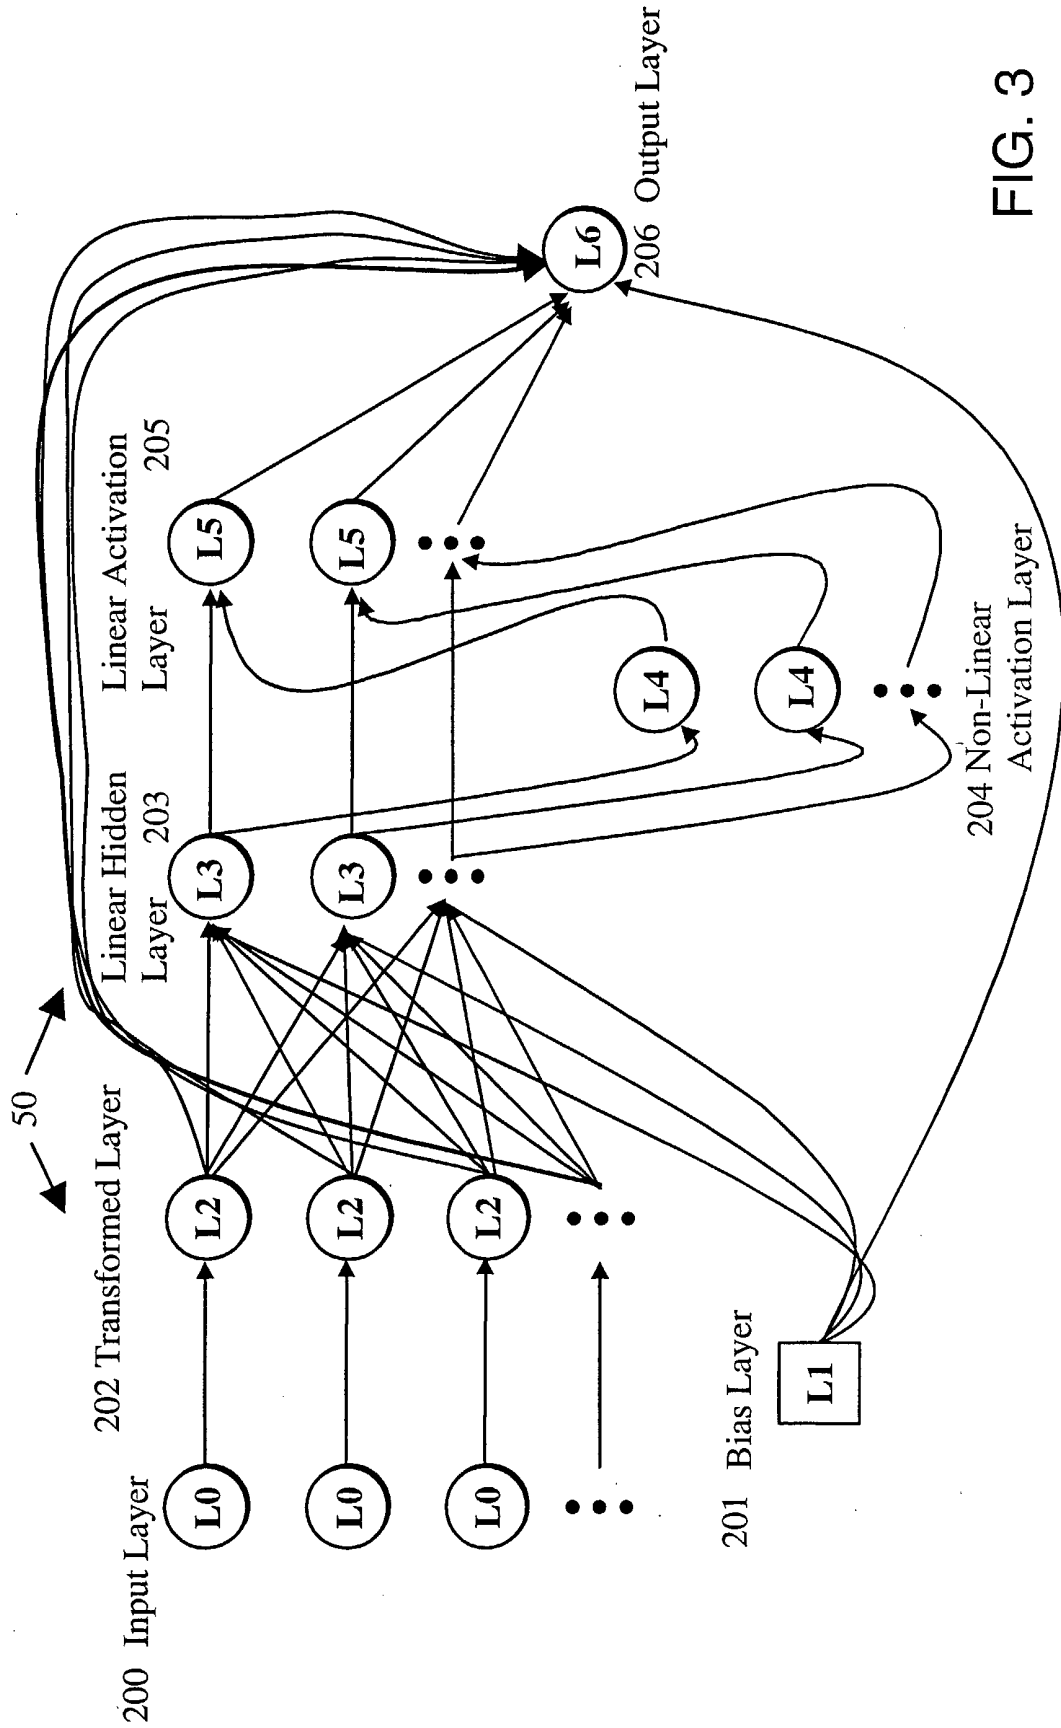 50
200 Input Layer
202 Transformed Layer
Linear Hidden
Layer 203
Linear Activation
Layer 205
L0
L2
L3
L5
L0
L2
L3
L5
L0
L2
L6
206 Output Layer
L4
L4
201 Bias Layer
L1
204 Non-Linear
Activation Layer
FIG. 3